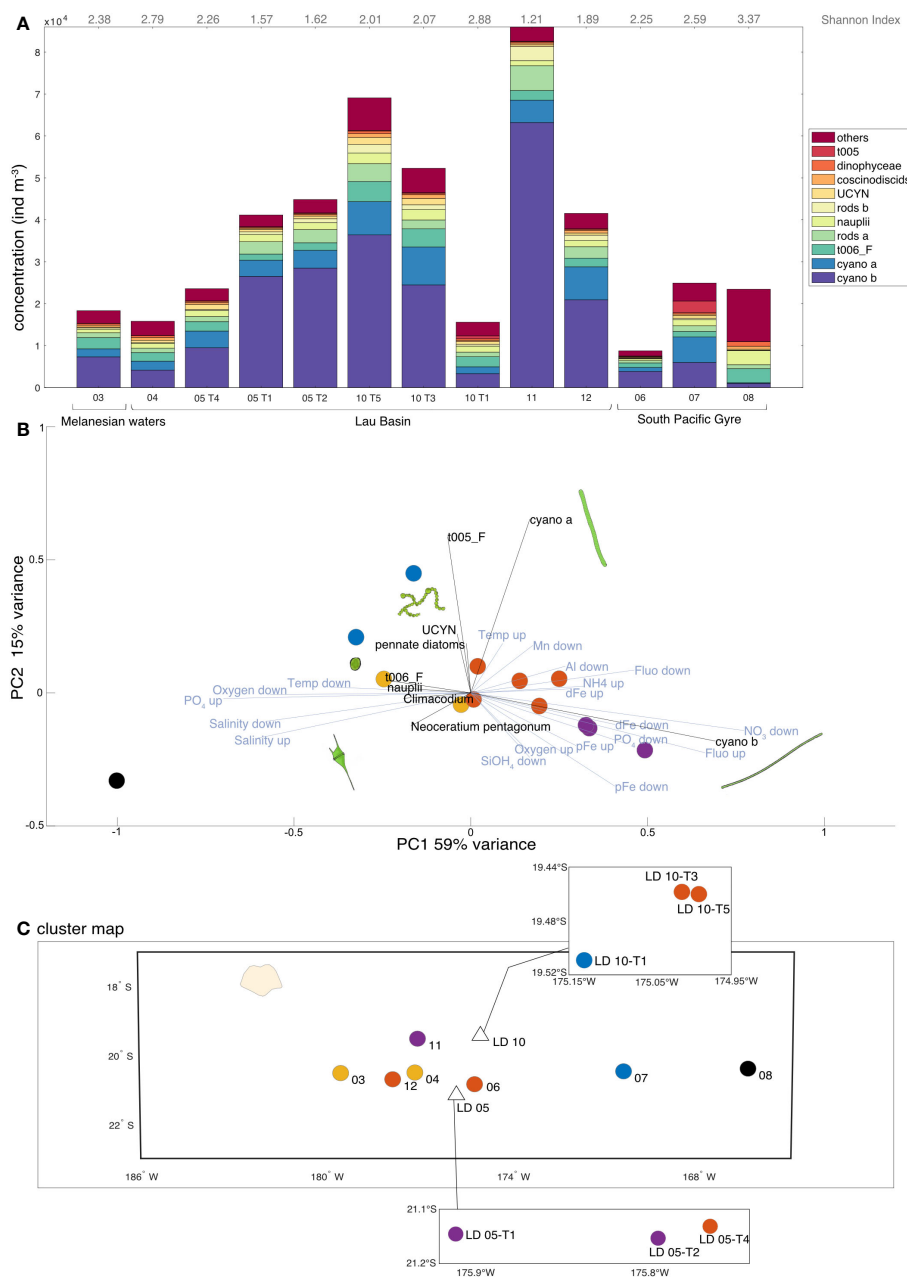 A
2.38 2.79 2.26 1.57 1.62 2.01 2.07 2.88 1.21 1.89 2.25 2.59 3.37 Shannon Index
x10⁴
concentration (ind m⁻³)
8
7
6
5
4
3
2
1
0
others
t005
dinophyceae
coscinodiscids
UCYN
rods b
nauplii
rods a
t006_F
cyano a
cyano b
03 04 05 T4 05 T1 05 T2 10 T5 10 T3 10 T1 11 12 06 07 08
Melanesian waters Lau Basin South Pacific Gyre
B
1
0.5
0
-0.5
PC2 15% variance
cyano a
t005_F
UCYN
pennate diatoms
Temp up
Mn down
Al down
Fluo down
NH4 up
dFe up
t006_F
nauplii
Climacodium
Neoceratium pentagonum
Temp down
Oxygen down
PO₄ up
Salinity down
Salinity up
dFe down
NO₃ down
PO₄ down
cyano b
Fluo up
pFe up
Oxygen up
SiOH₄ down
pFe down
-1 -0.5 0 0.5 1
PC1 59% variance
C cluster map
19.44°S
19.48°S
19.52°S
LD 10-T3
LD 10-T5
LD 10-T1
175.15°W 175.05°W 174.95°W
18° S
20° S
22° S
11
LD 10
03
12
04
06
LD 05
07
08
186° W 180° W 174° W 168° W
21.1°S
21.2°S
LD 05-T1
LD 05-T2
LD 05-T4
175.9°W 175.8°W